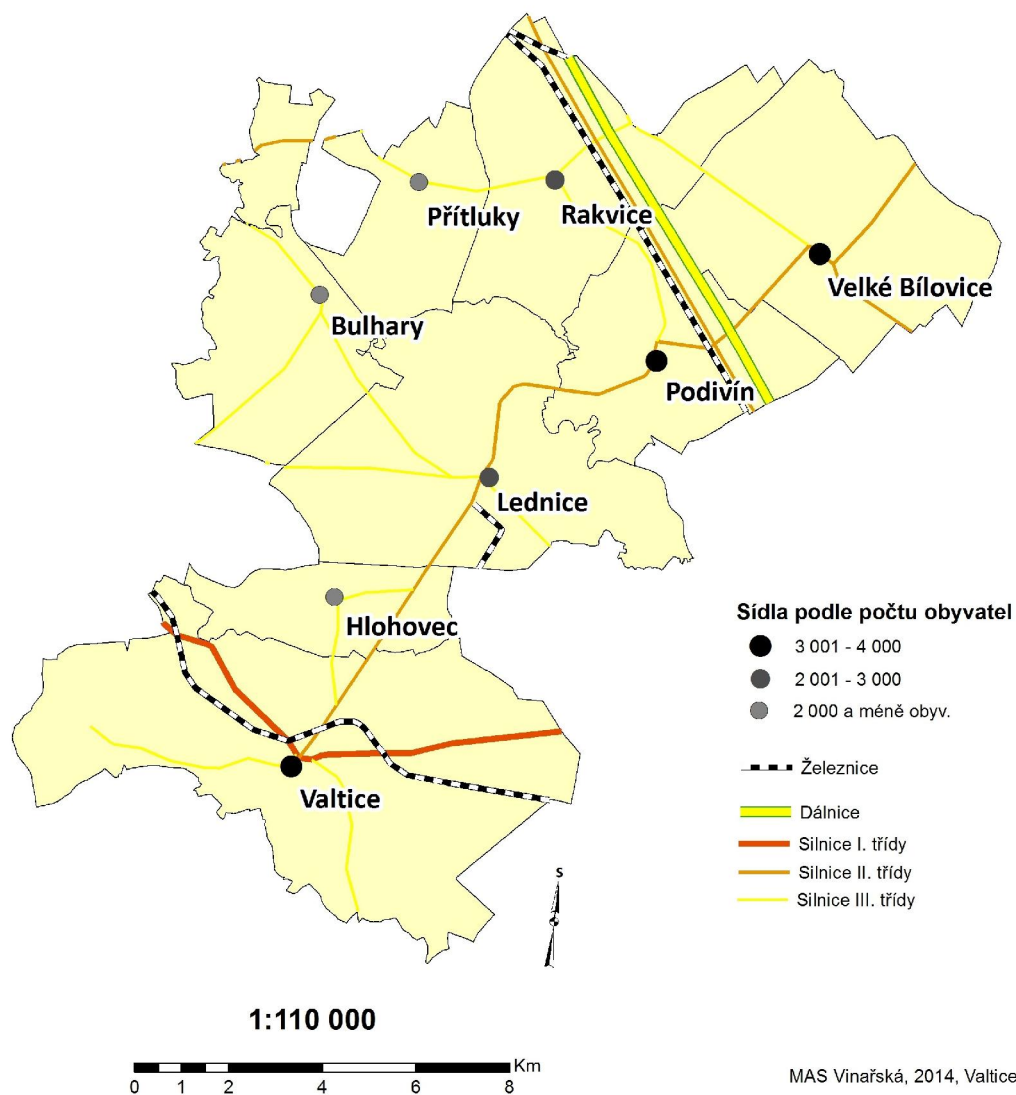 Přítluky
Rakvice
Velké Bílovice
Bulhary
Podivín
Lednice
Hlohovec
Valtice
Sídla podle počtu obyvatel
3 001 - 4 000
2 001 - 3 000
2 000 a méně obyv.
Železnice
Dálnice
Silnice I. třídy
Silnice II. třídy
Silnice III. třídy
S
1:110 000
Km
0 1 2 4 6 8
MAS Vinařská, 2014, Valtice